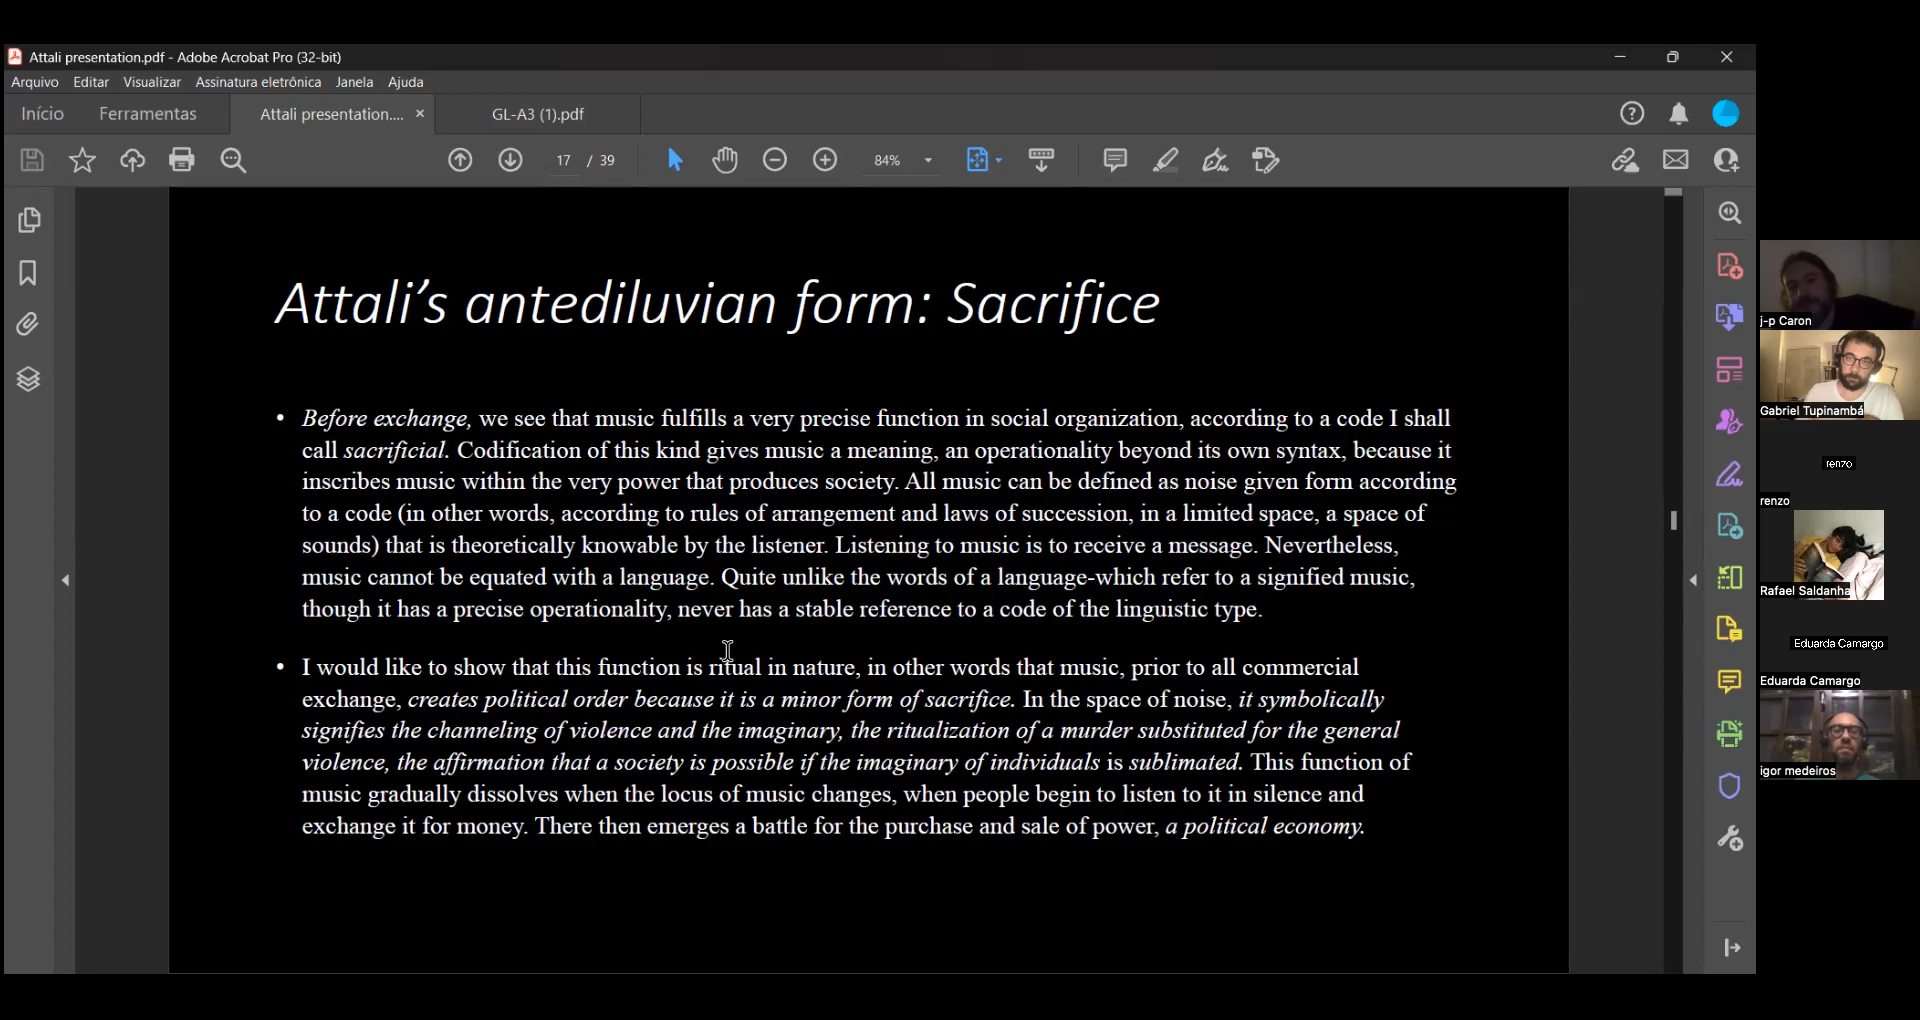 Attali presentation.pdf - Adobe Acrobat Pro (32-bit)
Arquivo Editar Visualizar Assinatura eletrônica Janela Ajuda
Início Ferramentas Attali presentation.... × GL-A3 (1).pdf
17 / 39 84%
Attali’s antediluvian form: Sacrifice
• Before exchange, we see that music fulfills a very precise function in social organization, according to a code I shall
call sacrificial. Codification of this kind gives music a meaning, an operationality beyond its own syntax, because it
inscribes music within the very power that produces society. All music can be defined as noise given form according
to a code (in other words, according to rules of arrangement and laws of succession, in a limited space, a space of
sounds) that is theoretically knowable by the listener. Listening to music is to receive a message. Nevertheless,
music cannot be equated with a language. Quite unlike the words of a language-which refer to a signified music,
though it has a precise operationality, never has a stable reference to a code of the linguistic type.
• I would like to show that this function is ritual in nature, in other words that music, prior to all commercial
exchange, creates political order because it is a minor form of sacrifice. In the space of noise, it symbolically
signifies the channeling of violence and the imaginary, the ritualization of a murder substituted for the general
violence, the affirmation that a society is possible if the imaginary of individuals is sublimated. This function of
music gradually dissolves when the locus of music changes, when people begin to listen to it in silence and
exchange it for money. There then emerges a battle for the purchase and sale of power, a political economy.
j-p Caron
Gabriel Tupinambá
renzo
renzo
Rafael Saldanha
Eduarda Camargo
Eduarda Camargo
igor medeiros